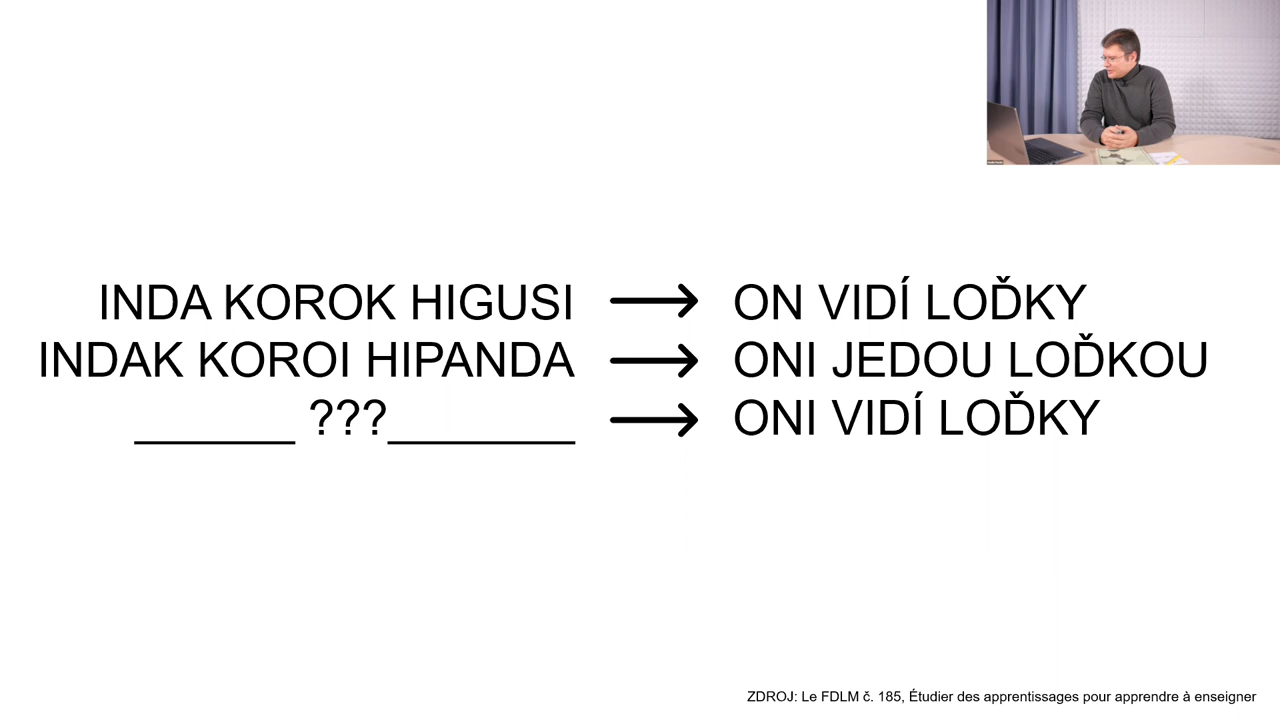 INDA KOROK HIGUSI → ON VIDÍ LOĎKY
INDAK KOROI HIPANDA → ONI JEDOU LOĎKOU
______ ???_______ → ONI VIDÍ LOĎKY
ZDROJ: Le FDLM č. 185, Étudier des apprentissages pour apprendre à enseigner